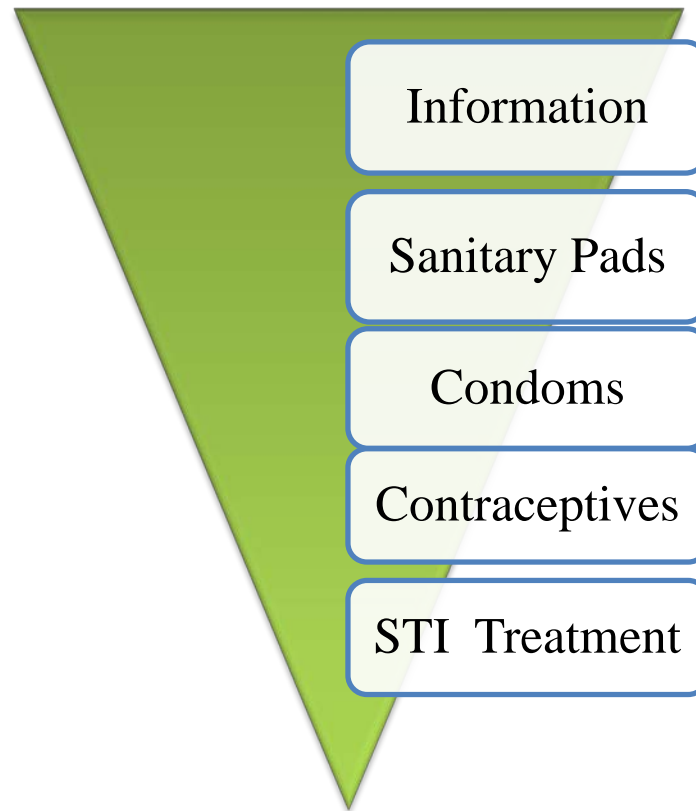 Information
Sanitary Pads
Condoms
Contraceptives
STI  Treatment